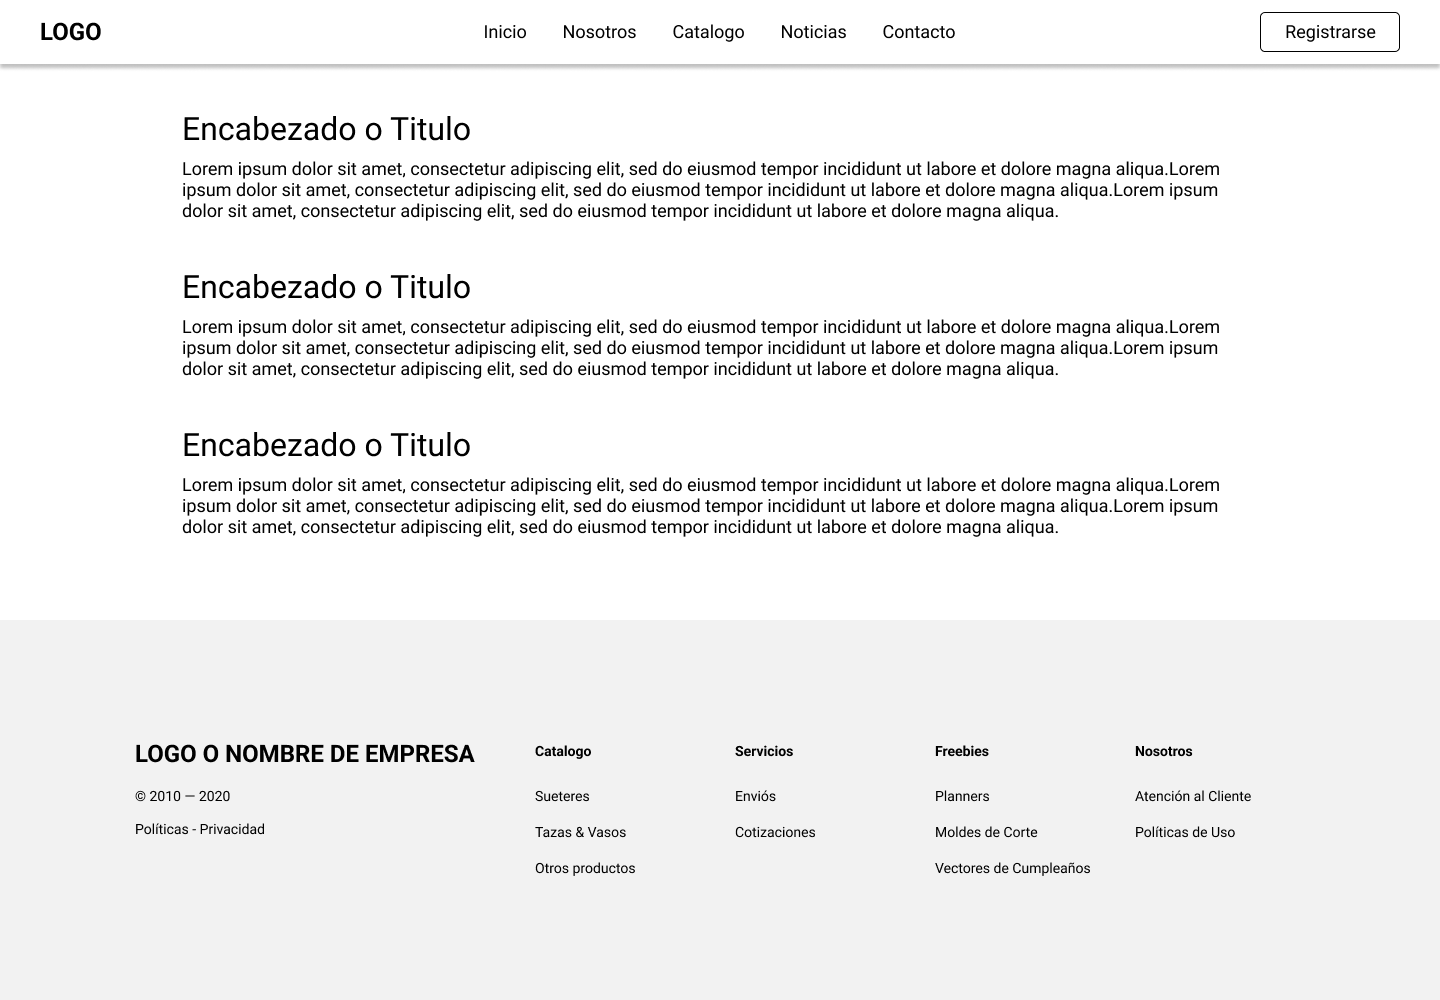 LOGO
Inicio Nosotros Catalogo Noticias Contacto
Registrarse
Encabezado o Titulo
Lorem ipsum dolor sit amet, consectetur adipiscing elit, sed do eiusmod tempor incididunt ut labore et dolore magna aliqua.Lorem
ipsum dolor sit amet, consectetur adipiscing elit, sed do eiusmod tempor incididunt ut labore et dolore magna aliqua.Lorem ipsum
dolor sit amet, consectetur adipiscing elit, sed do eiusmod tempor incididunt ut labore et dolore magna aliqua.
Encabezado o Titulo
Lorem ipsum dolor sit amet, consectetur adipiscing elit, sed do eiusmod tempor incididunt ut labore et dolore magna aliqua.Lorem
ipsum dolor sit amet, consectetur adipiscing elit, sed do eiusmod tempor incididunt ut labore et dolore magna aliqua.Lorem ipsum
dolor sit amet, consectetur adipiscing elit, sed do eiusmod tempor incididunt ut labore et dolore magna aliqua.
Encabezado o Titulo
Lorem ipsum dolor sit amet, consectetur adipiscing elit, sed do eiusmod tempor incididunt ut labore et dolore magna aliqua.Lorem
ipsum dolor sit amet, consectetur adipiscing elit, sed do eiusmod tempor incididunt ut labore et dolore magna aliqua.Lorem ipsum
dolor sit amet, consectetur adipiscing elit, sed do eiusmod tempor incididunt ut labore et dolore magna aliqua.
LOGO O NOMBRE DE EMPRESA
© 2010 — 2020
Políticas - Privacidad
Catalogo
Sueteres
Tazas & Vasos
Otros productos
Servicios
Enviós
Cotizaciones
Freebies
Planners
Moldes de Corte
Vectores de Cumpleaños
Nosotros
Atención al Cliente
Políticas de Uso